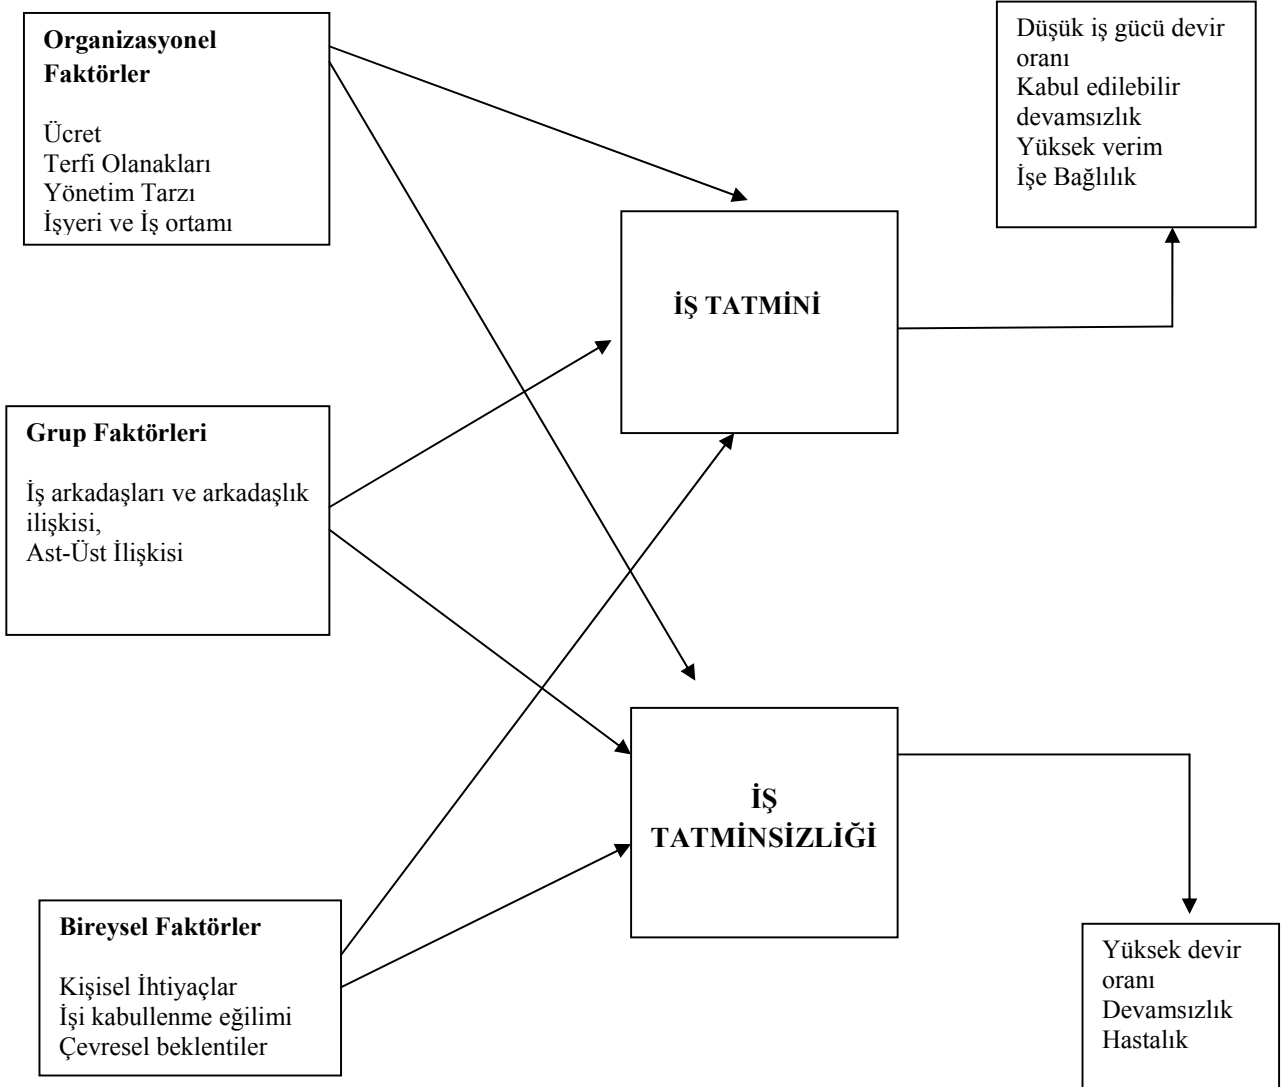 Organizasyonel
Faktörler
Ücret
Terfi Olanakları
Yönetim Tarzı
İşyeri ve İş ortamı
Düşük iş gücü devir
oranı
Kabul edilebilir
devamsızlık
Yüksek verim
İşe Bağlılık
İŞ TATMİNİ
Grup Faktörleri
İş arkadaşları ve arkadaşlık
ilişkisi,
Ast-Üst İlişkisi
İŞ
TATMİNSİZLİĞİ
Bireysel Faktörler
Kişisel İhtiyaçlar
İşi kabullenme eğilimi
Çevresel beklentiler
Yüksek devir
oranı
Devamsızlık
Hastalık